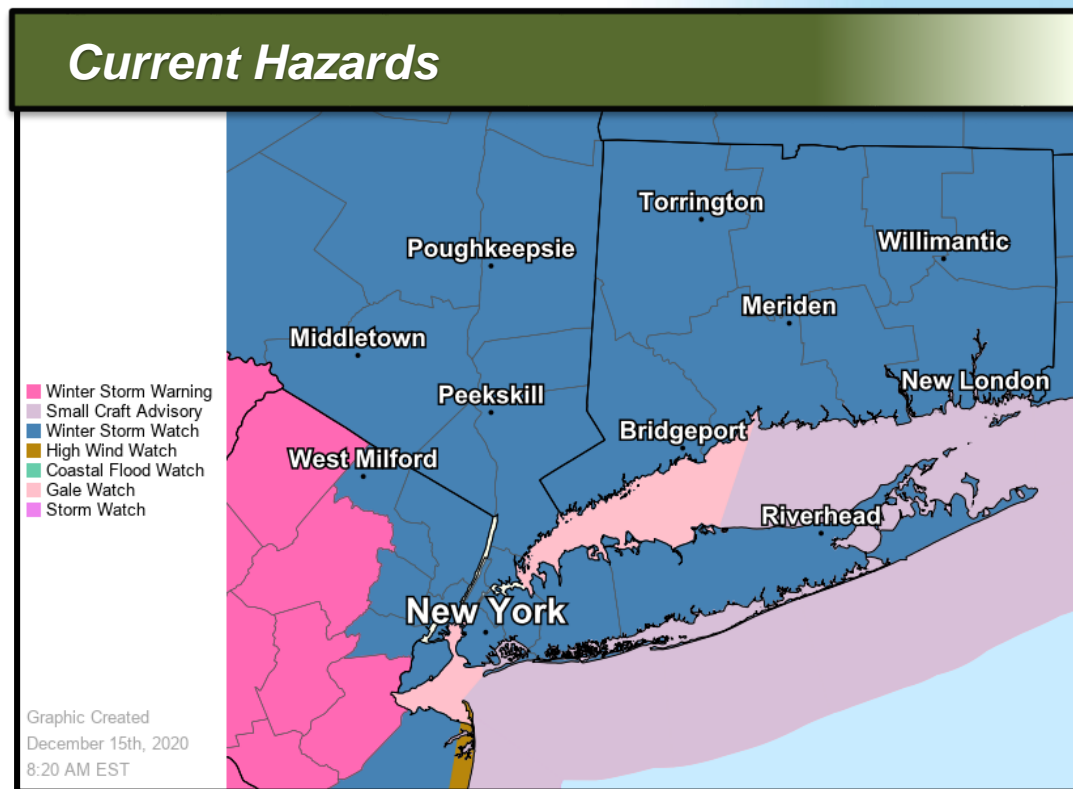 Current Hazards
Torrington
Willimantic
Poughkeepsie
Meriden
Middletown
New London
Peekskill
Bridgeport
West Milford
Riverhead
New York
Winter Storm Warning
Small Craft Advisory
Winter Storm Watch
High Wind Watch
Coastal Flood Watch
Gale Watch
Storm Watch
Graphic Created
December 15th, 2020
8:20 AM EST